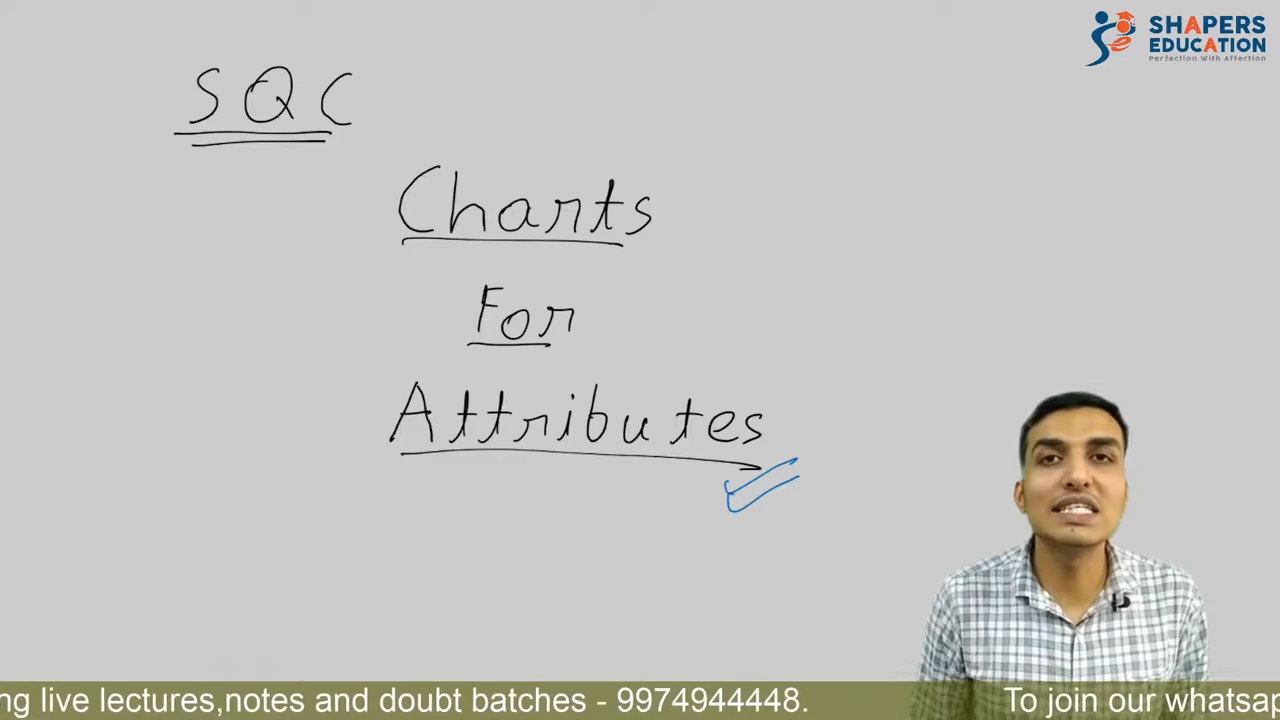 SHAPERS
EDUCATION
Perfection With Affection
SQC
Charts
For
Attributes
ng live lectures,notes and doubt batches - 9974944448. To join our whatsap